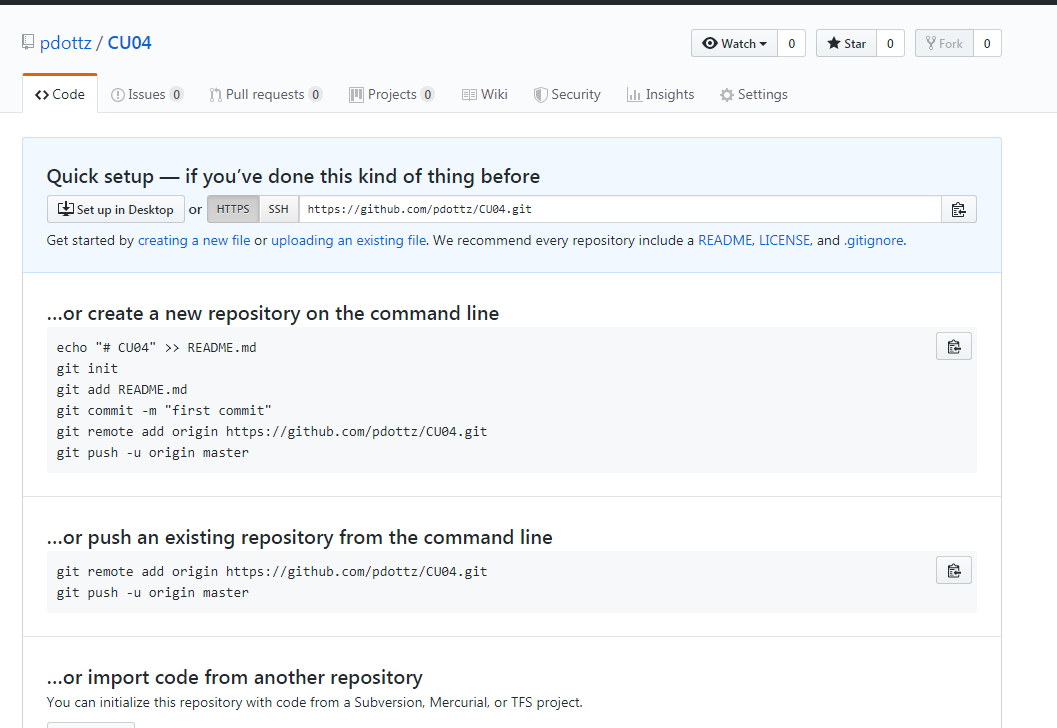 pdottz / CU04
Watch 0 Star 0 Fork 0
Code Issues 0 Pull requests 0 Projects 0 Wiki Security Insights Settings
Quick setup — if you’ve done this kind of thing before
Set up in Desktop or HTTPS SSH https://github.com/pdottz/CU04.git
Get started by creating a new file or uploading an existing file. We recommend every repository include a README, LICENSE, and .gitignore.
…or create a new repository on the command line
echo "# CU04" >> README.md
git init
git add README.md
git commit -m "first commit"
git remote add origin https://github.com/pdottz/CU04.git
git push -u origin master
…or push an existing repository from the command line
git remote add origin https://github.com/pdottz/CU04.git
git push -u origin master
…or import code from another repository
You can initialize this repository with code from a Subversion, Mercurial, or TFS project.